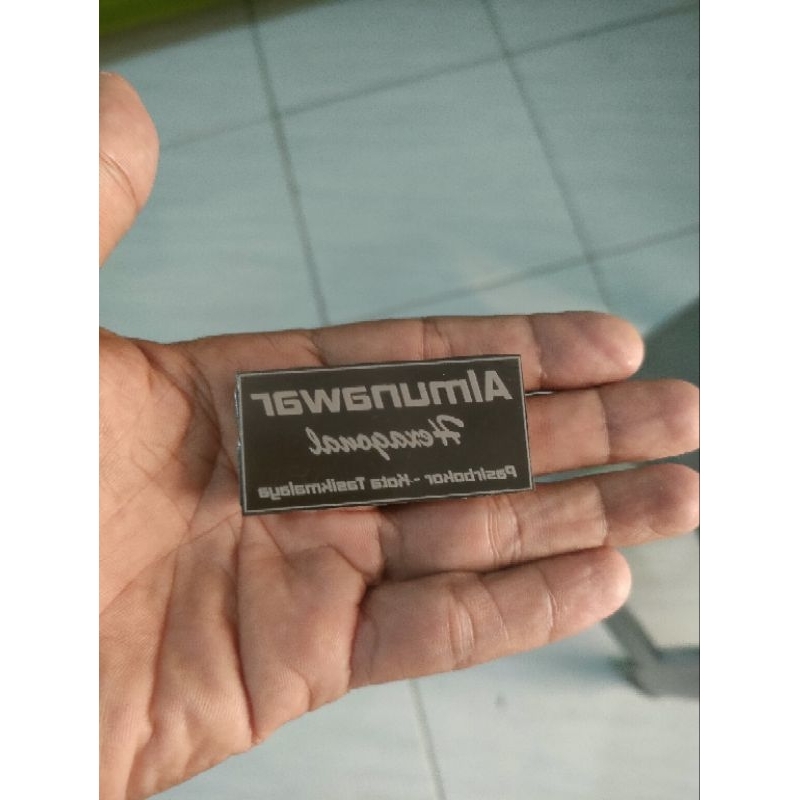 Almunawar
Hexagonal
Pasirbokor - Kota Tasikmalaya